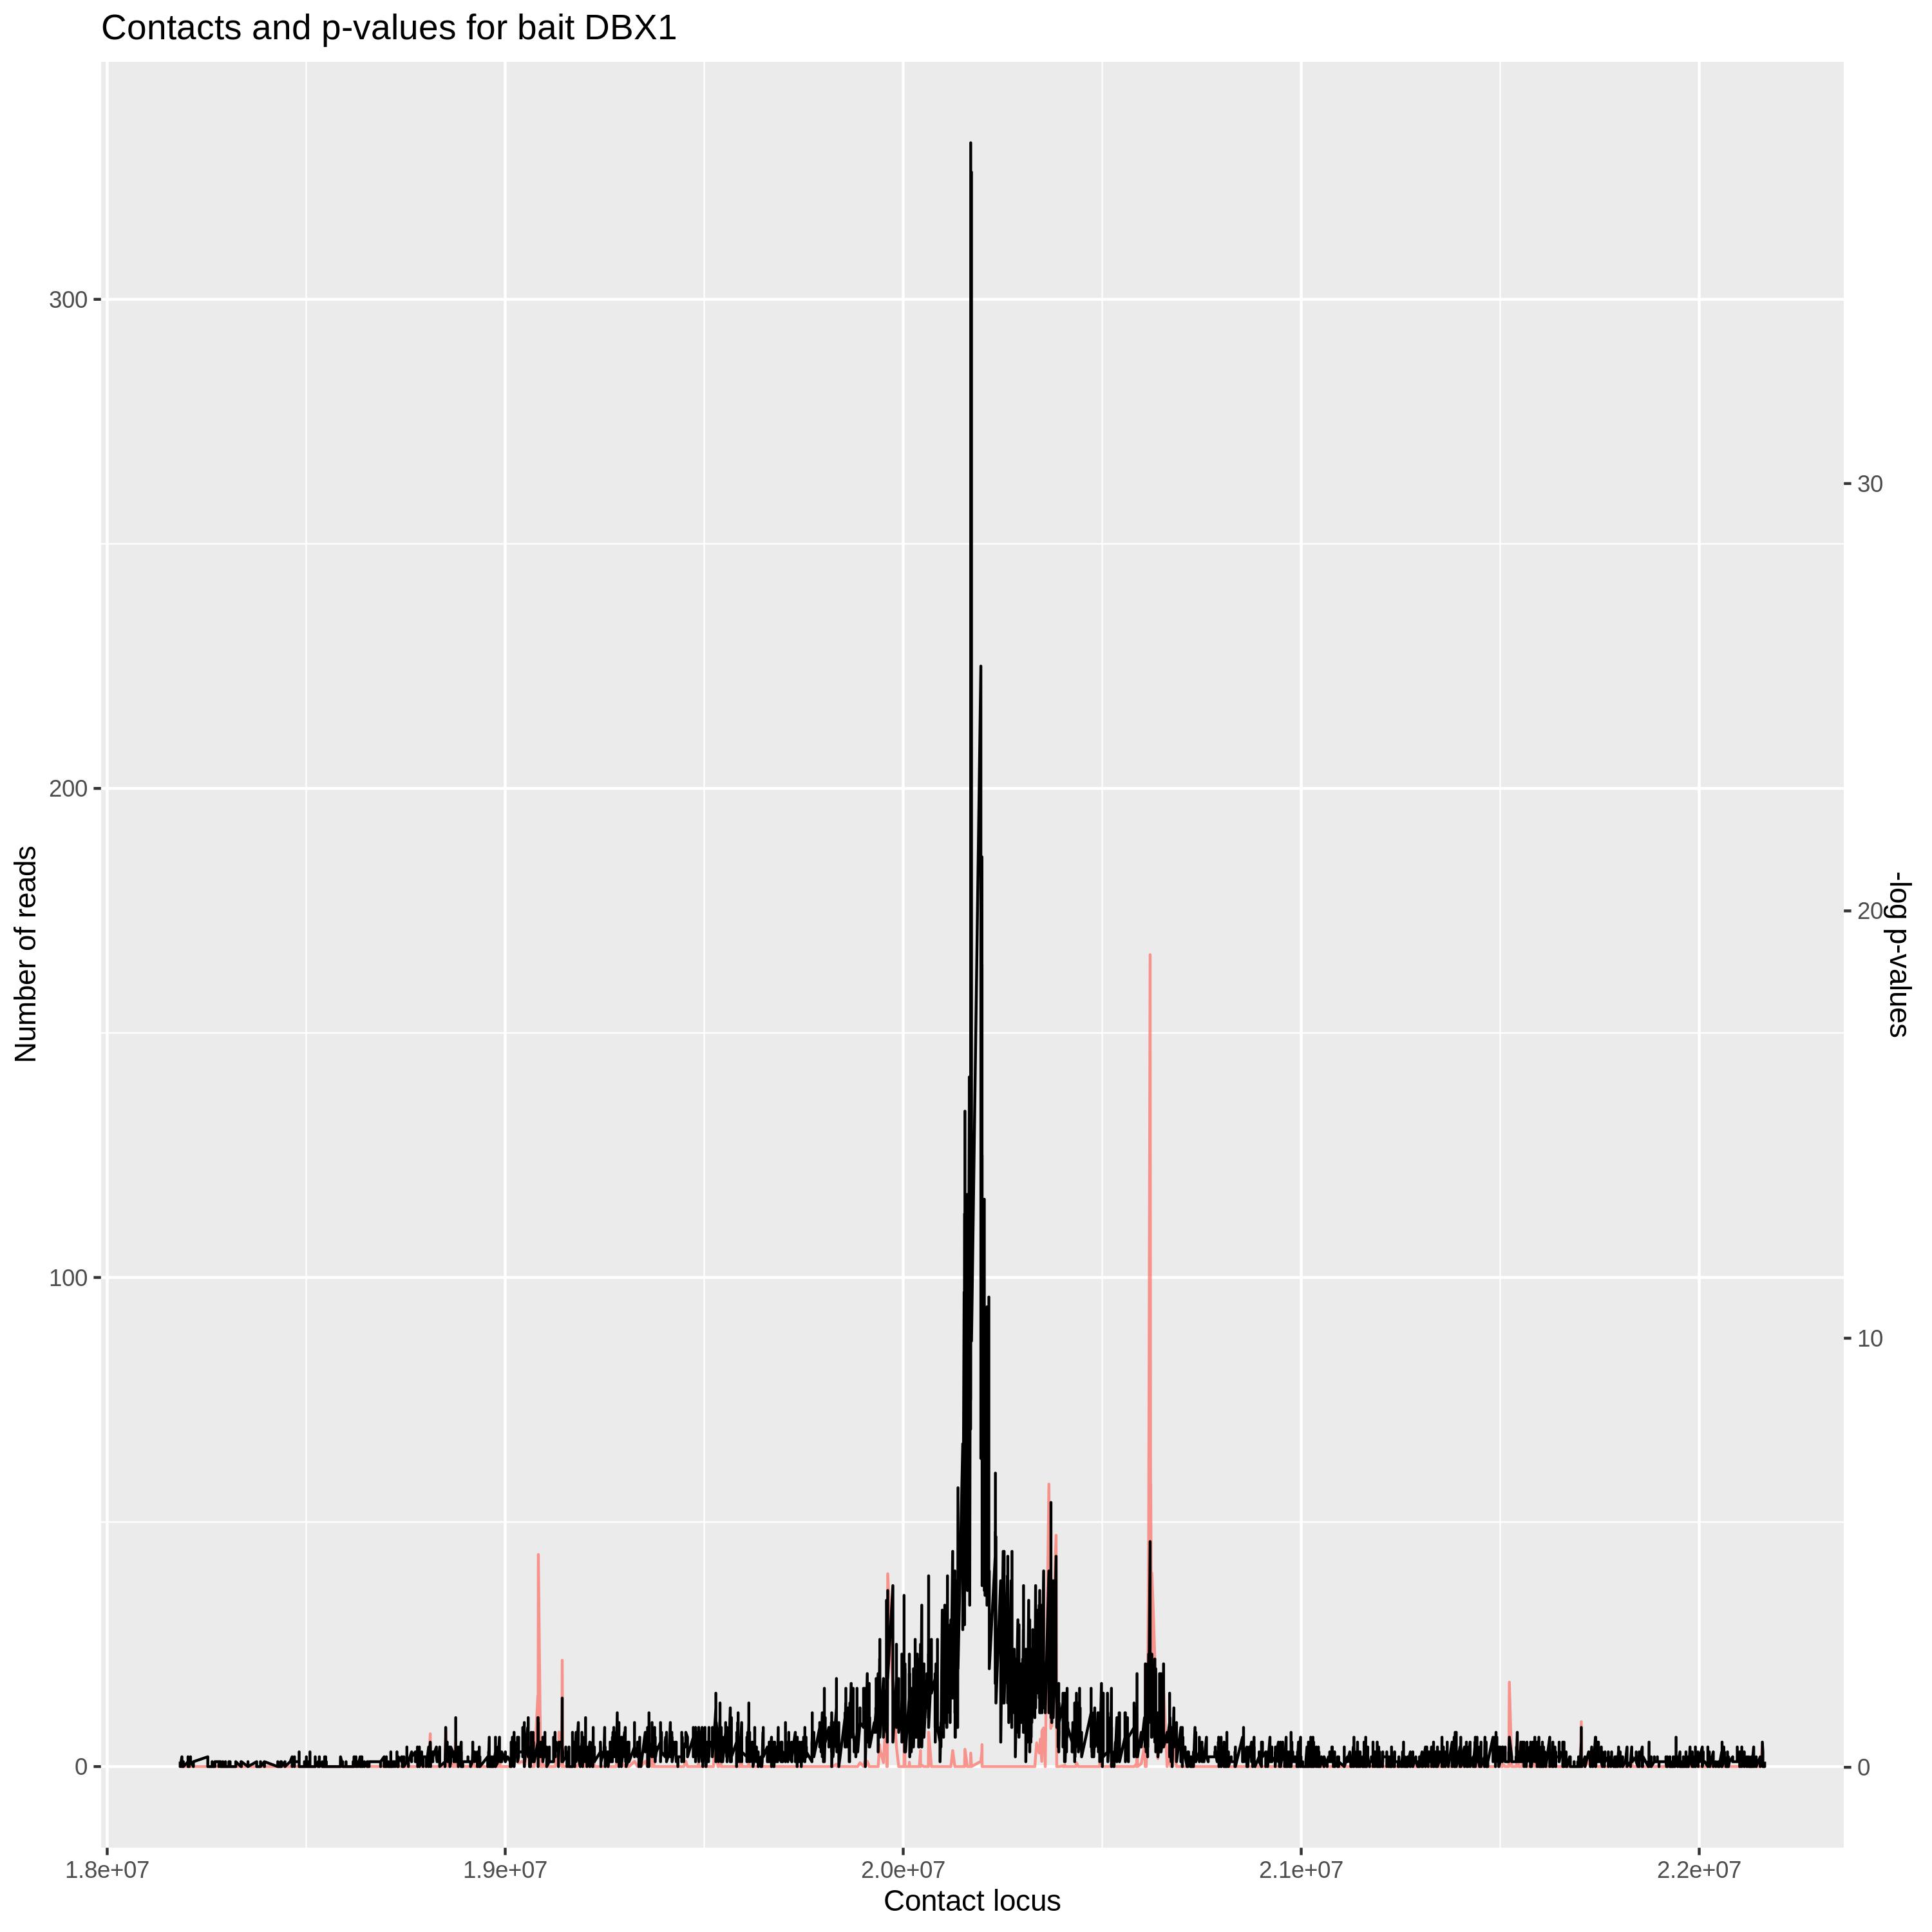 Contacts and p-values for bait DBX1
Number of reads
300
200
100
0
30
20
10
0
-log p-values
1.8e+07 1.9e+07 2.0e+07 2.1e+07 2.2e+07
Contact locus